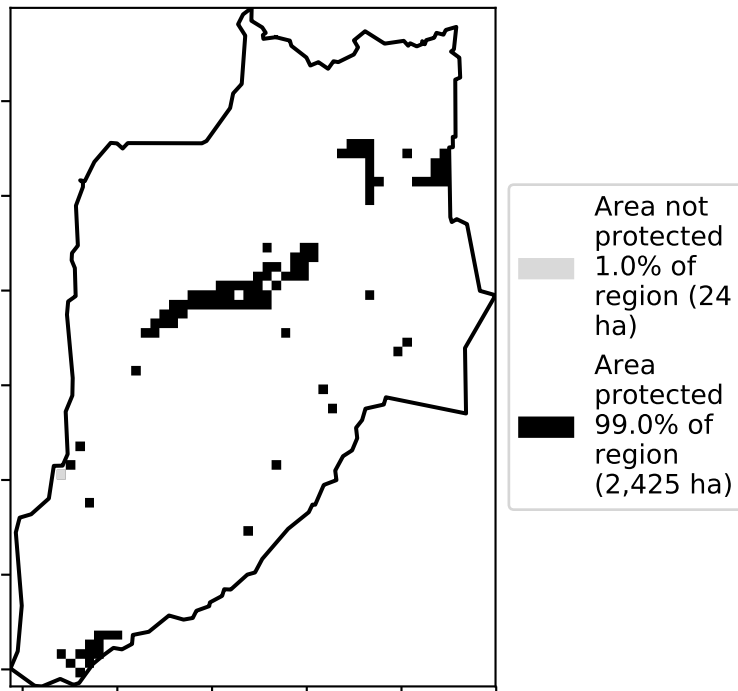 Area not
protected
1.0% of
region (24
ha)
Area
protected
99.0% of
region
(2,425 ha)